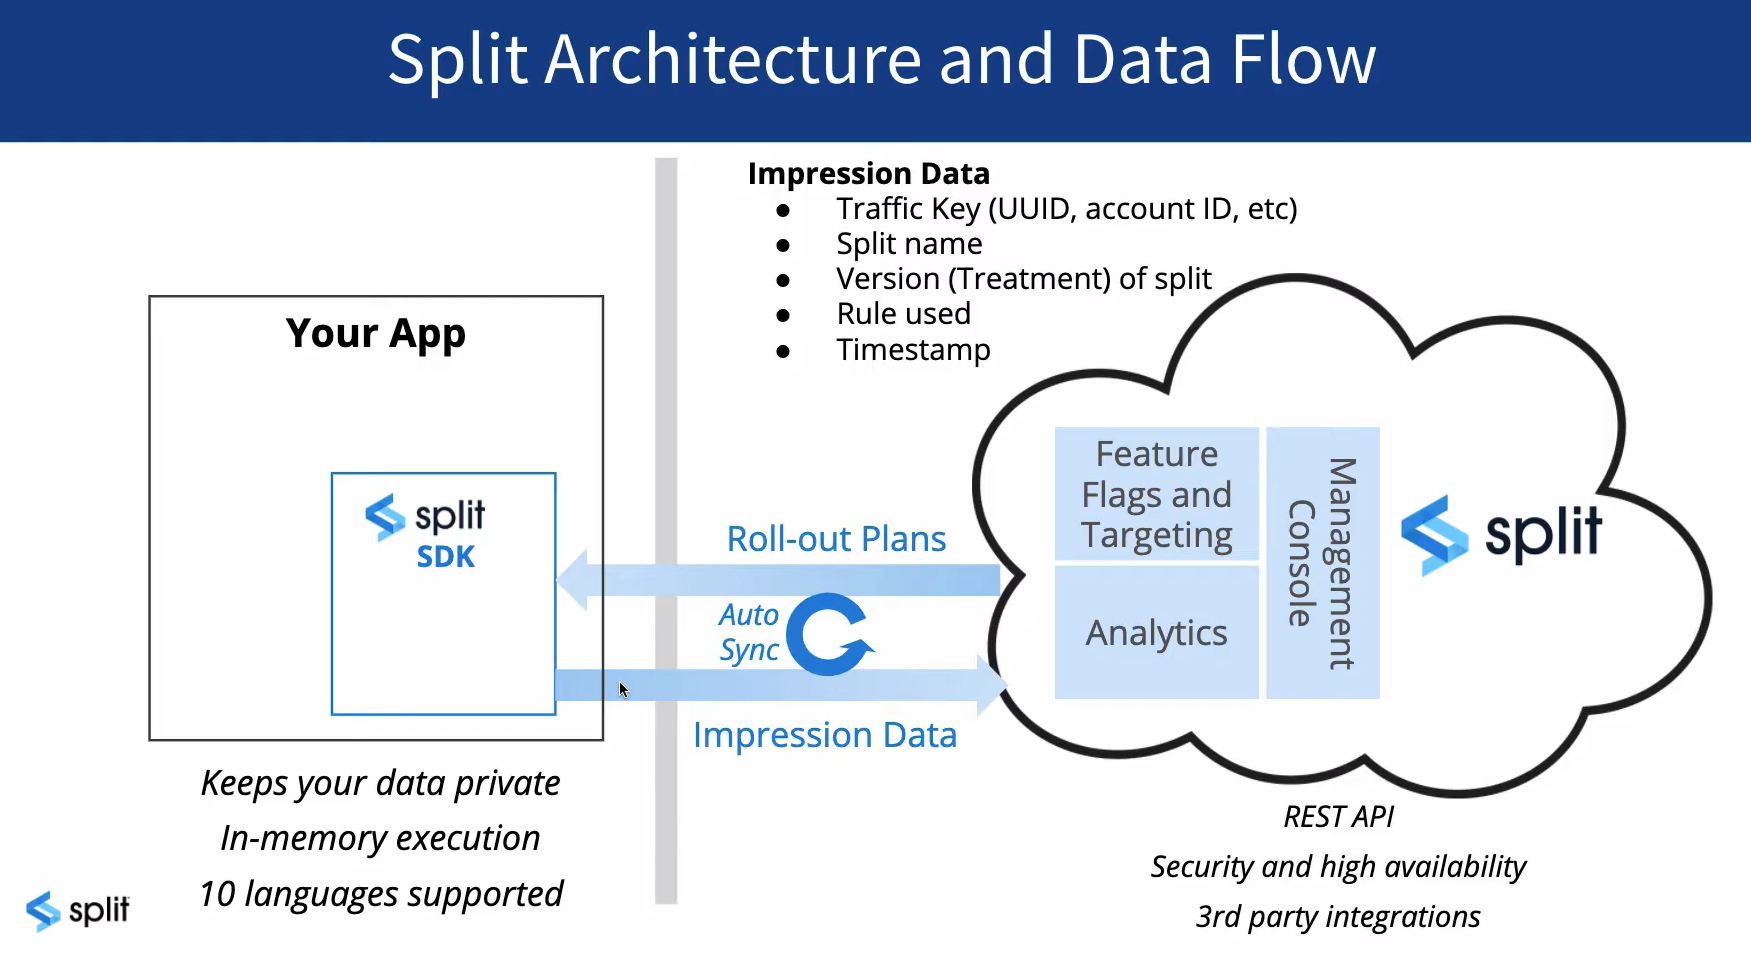 Split Architecture and Data Flow
Impression Data
● Traffic Key (UUID, account ID, etc)
● Split name
● Version (Treatment) of split
● Rule used
● Timestamp
Your App
split
SDK
Roll-out Plans
Auto
Sync
Impression Data
Feature
Flags and
Targeting
Analytics
Management
Console
split
Keeps your data private
In-memory execution
10 languages supported
REST API
Security and high availability
3rd party integrations
split